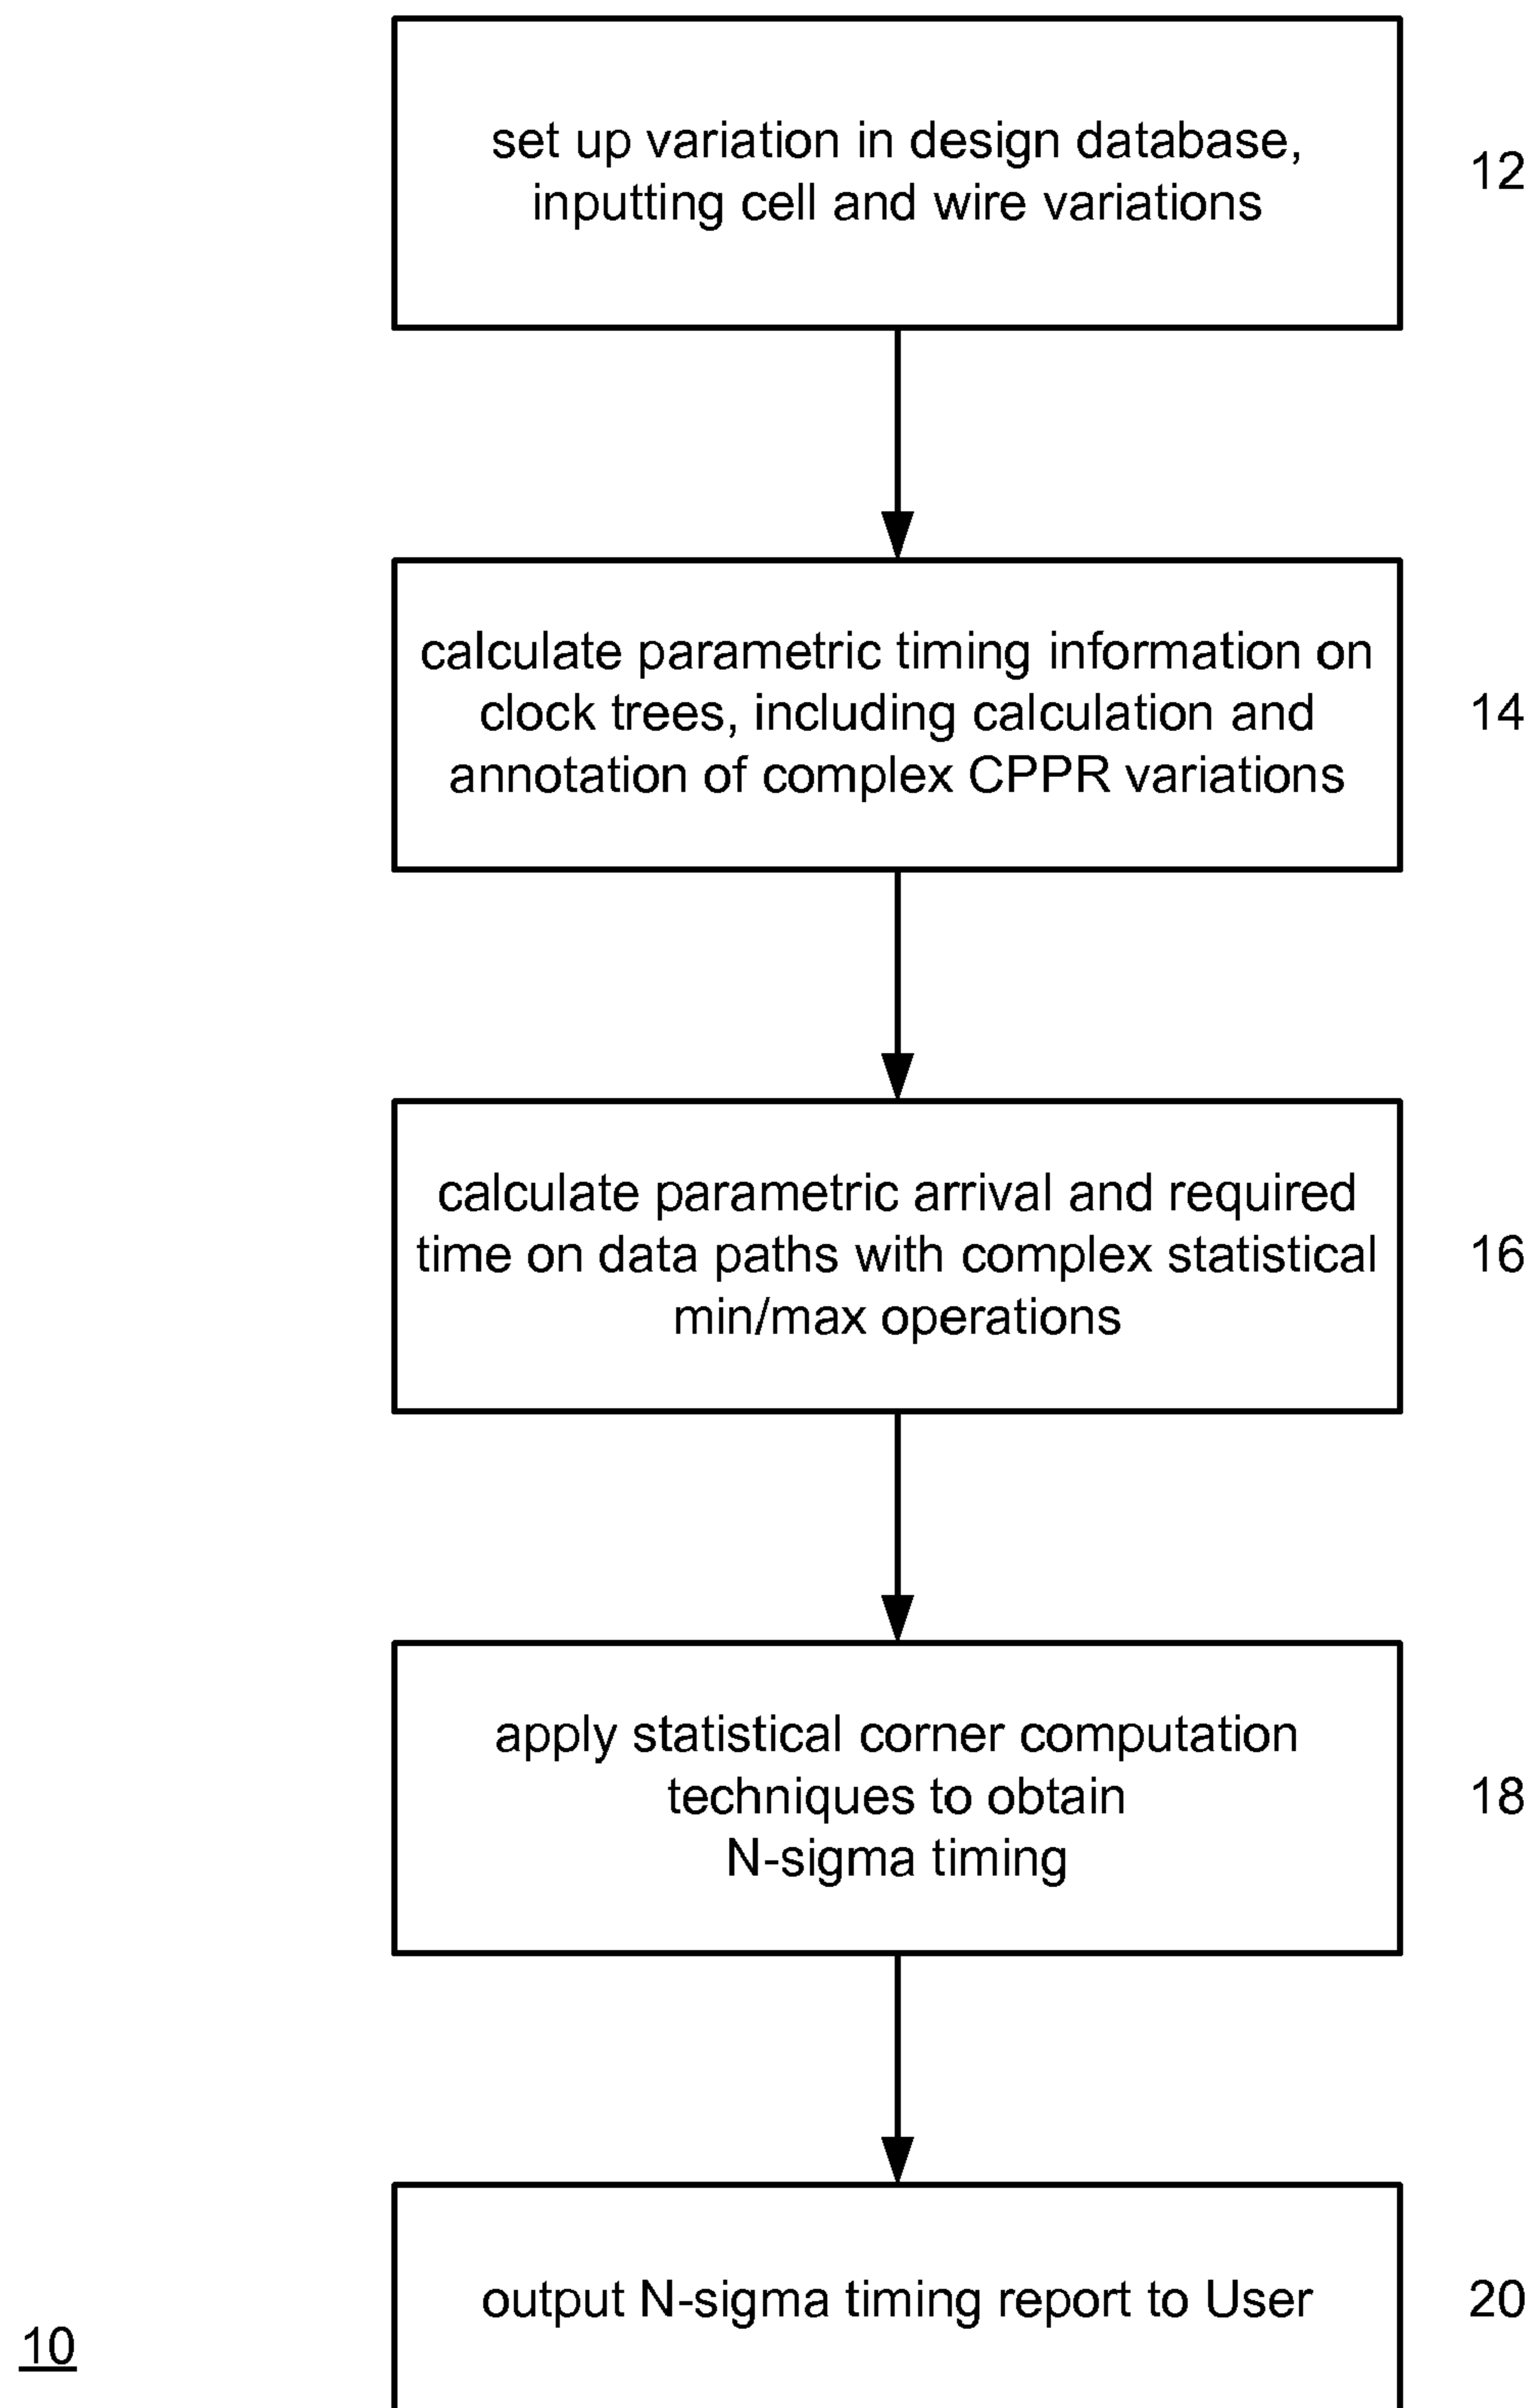 set up variation in design database,
inputting cell and wire variations
12
calculate parametric timing information on
clock trees, including calculation and
annotation of complex CPPR variations
14
calculate parametric arrival and required
time on data paths with complex statistical
min/max operations
16
apply statistical corner computation
techniques to obtain
N-sigma timing
18
output N-sigma timing report to User
20
10